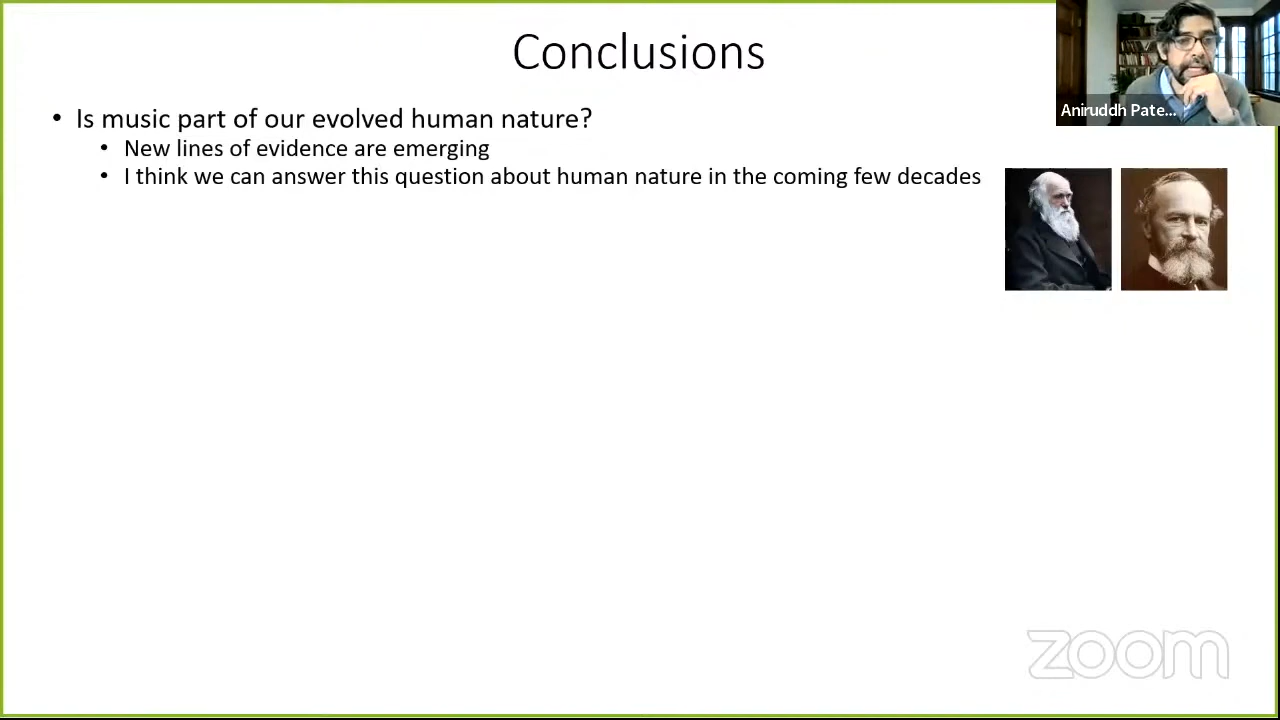 Conclusions
Aniruddh Pate...
• Is music part of our evolved human nature?
• New lines of evidence are emerging
• I think we can answer this question about human nature in the coming few decades
zoom